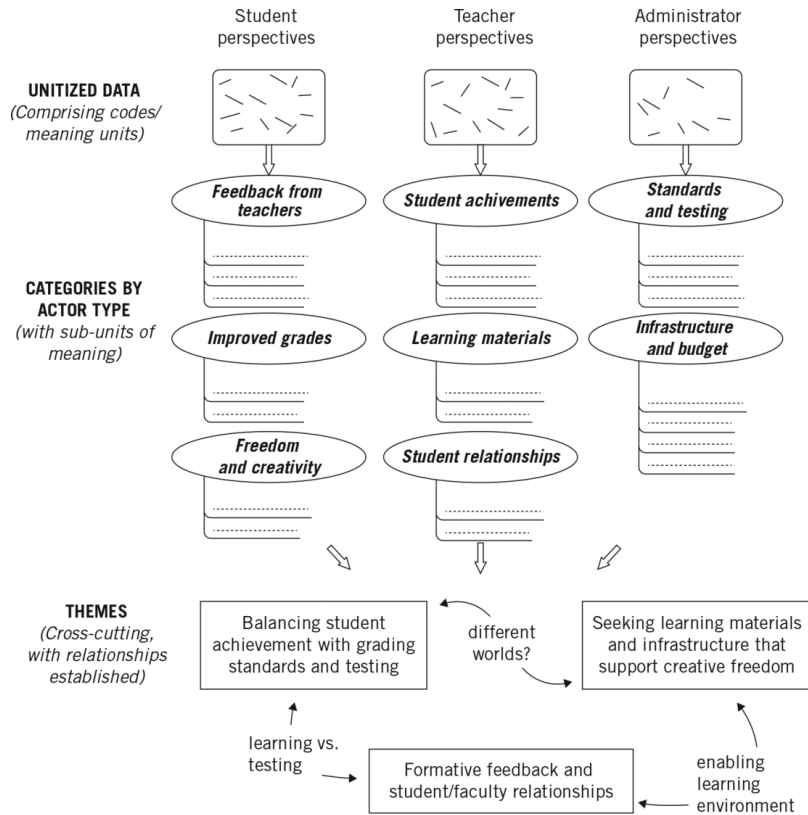 Student
perspectives
Teacher
perspectives
Administrator
perspectives
UNITIZED DATA
(Comprising codes/
meaning units)
Feedback from
teachers
Student achivements
Standards
and testing
CATEGORIES BY
ACTOR TYPE
(with sub-units of
meaning)
Improved grades
Learning materials
Infrastructure
and budget
Freedom
and creativity
Student relationships
THEMES
(Cross-cutting,
with relationships
established)
Balancing student
achievement with grading
standards and testing
different
worlds?
Seeking learning materials
and infrastructure that
support creative freedom
learning vs.
testing
Formative feedback and
student/faculty relationships
enabling
learning
environment